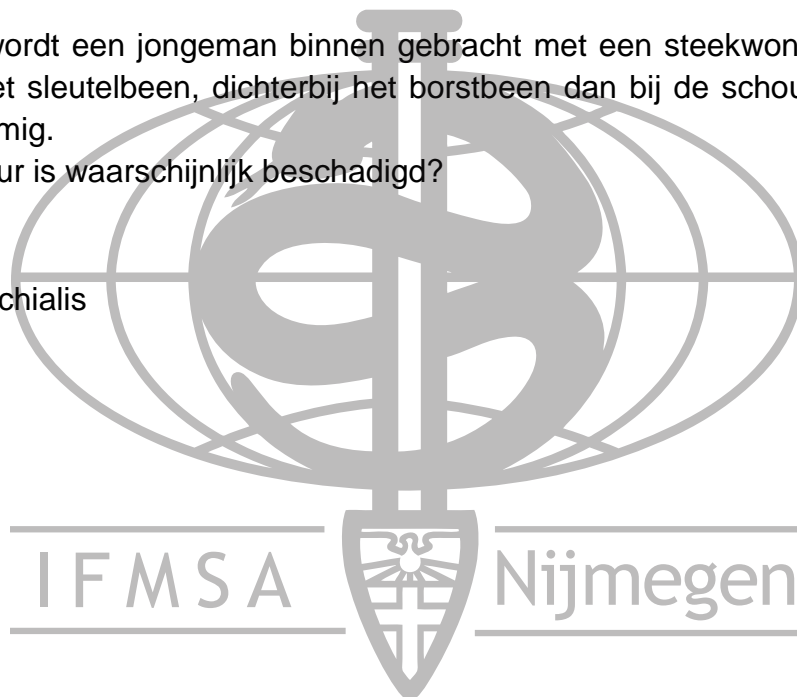 wordt een jongeman binnen gebracht met een steekwon
et sleutelbeen, dichterbij het borstbeen dan bij de schou
mig.
ur is waarschijnlijk beschadigd?
chialis
IFMSA Nijmegen